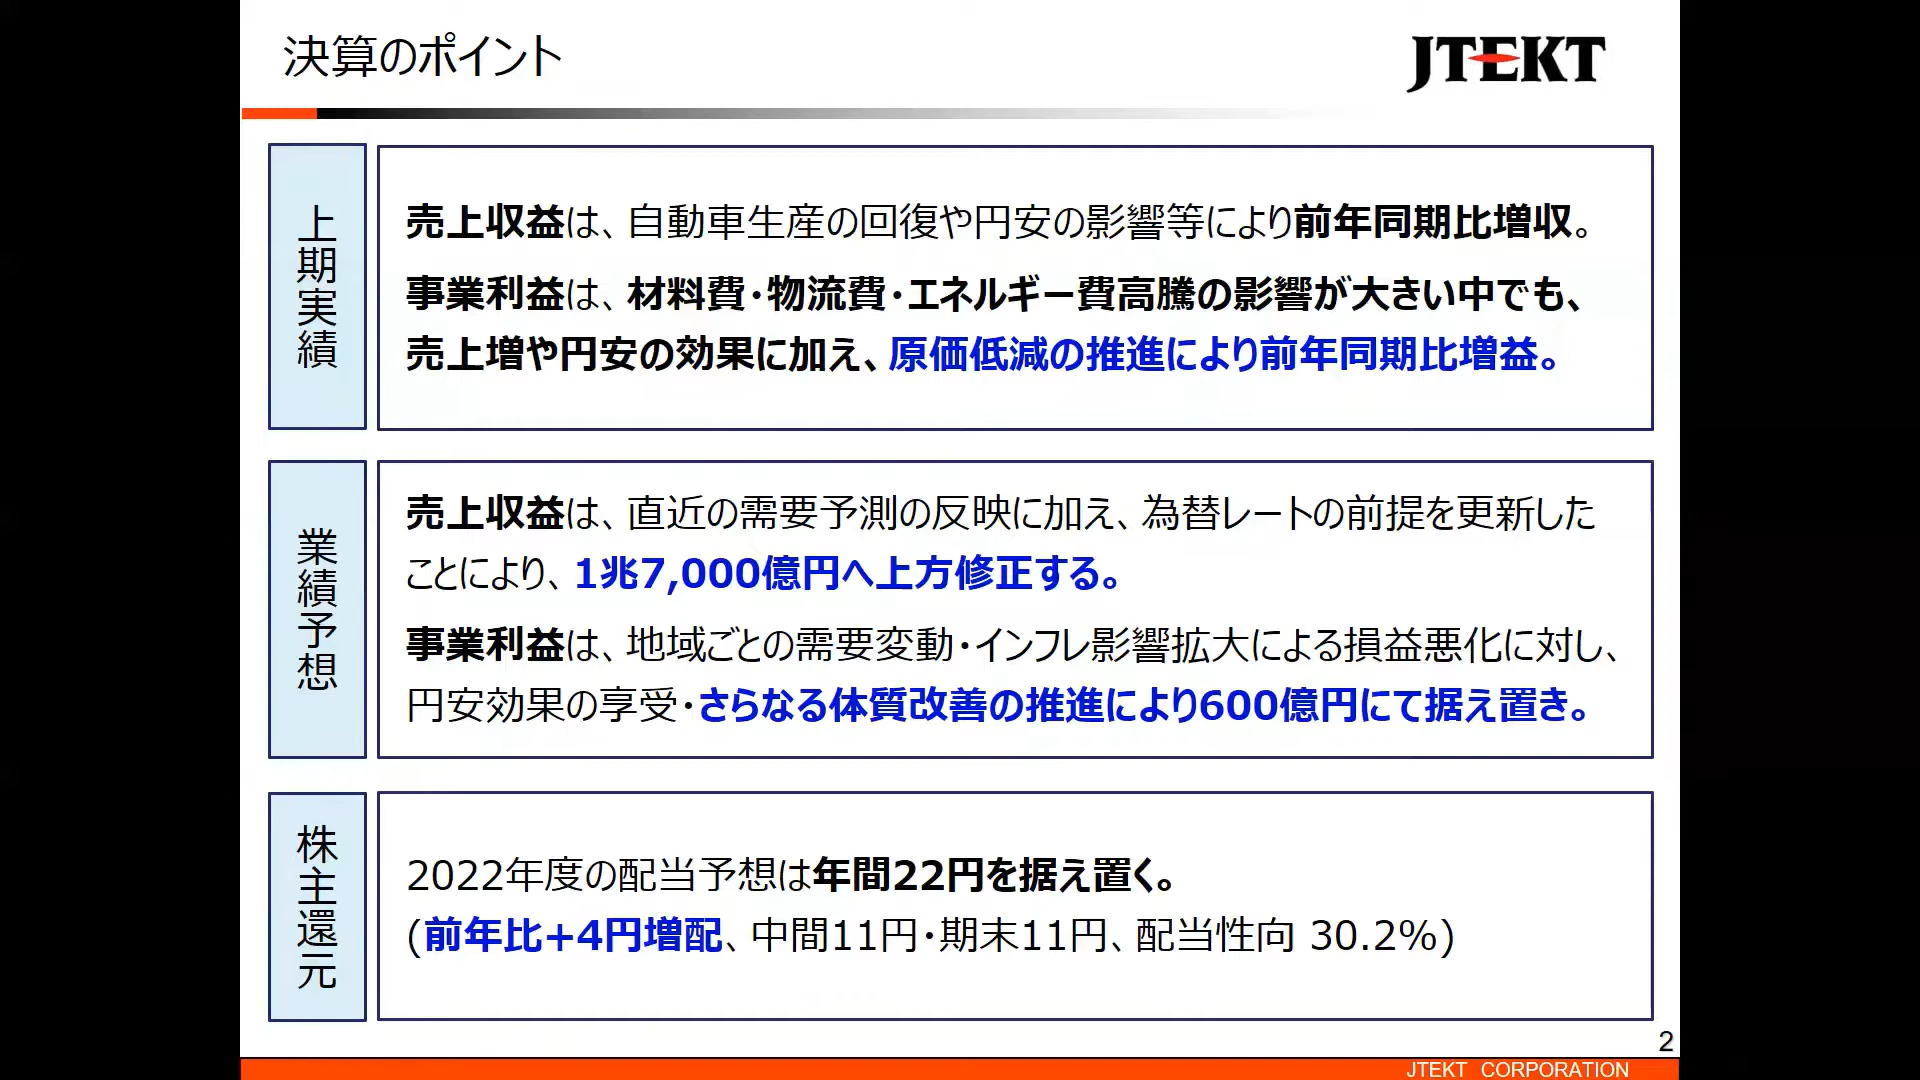 決算のポイント
JTEKT
上期実績
売上収益は、自動車生産の回復や円安の影響等により前年同期比増収。
事業利益は、材料費・物流費・エネルギー費高騰の影響が大きい中でも、
売上増や円安の効果に加え、原価低減の推進により前年同期比増益。
業績予想
売上収益は、直近の需要予測の反映に加え、為替レートの前提を更新した
ことにより、1兆7,000億円へ上方修正する。
事業利益は、地域ごとの需要変動・インフレ影響拡大による損益悪化に対し、
円安効果の享受・さらなる体質改善の推進により600億円にて据え置き。
株主還元
2022年度の配当予想は年間22円を据え置く。
(前年比+4円増配、中間11円・期末11円、配当性向 30.2%)
2
JTEKT CORPORATION